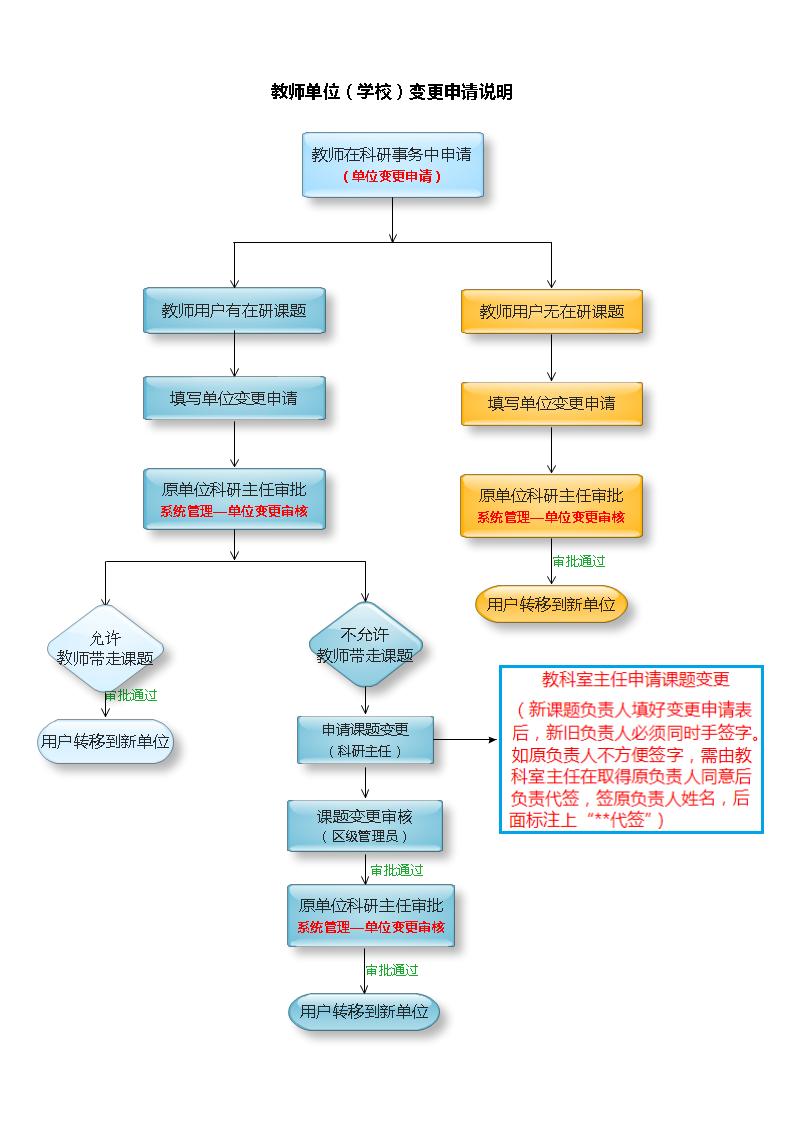 教师单位（学校）变更申请说明
教师在科研事务中申请
（单位变更申请）
教师用户有在研课题
教师用户无在研课题
填写单位变更申请
填写单位变更申请
原单位科研主任审批
系统管理—单位变更审核
原单位科研主任审批
系统管理—单位变更审核
审批通过
用户转移到新单位
允许
教师带走课题
不允许
教师带走课题
审批通过
用户转移到新单位
申请课题变更
（科研主任）
教科室主任申请课题变更
（新课题负责人填好变更申请表
后，新旧负责人必须同时手签字。
如原负责人不方便签字，需由教
科室主任在取得原负责人同意后
负责代签，签原负责人姓名，后
面标注上“**代签”）
课题变更审核
（区级管理员）
审批通过
原单位科研主任审批
系统管理—单位变更审核
审批通过
用户转移到新单位